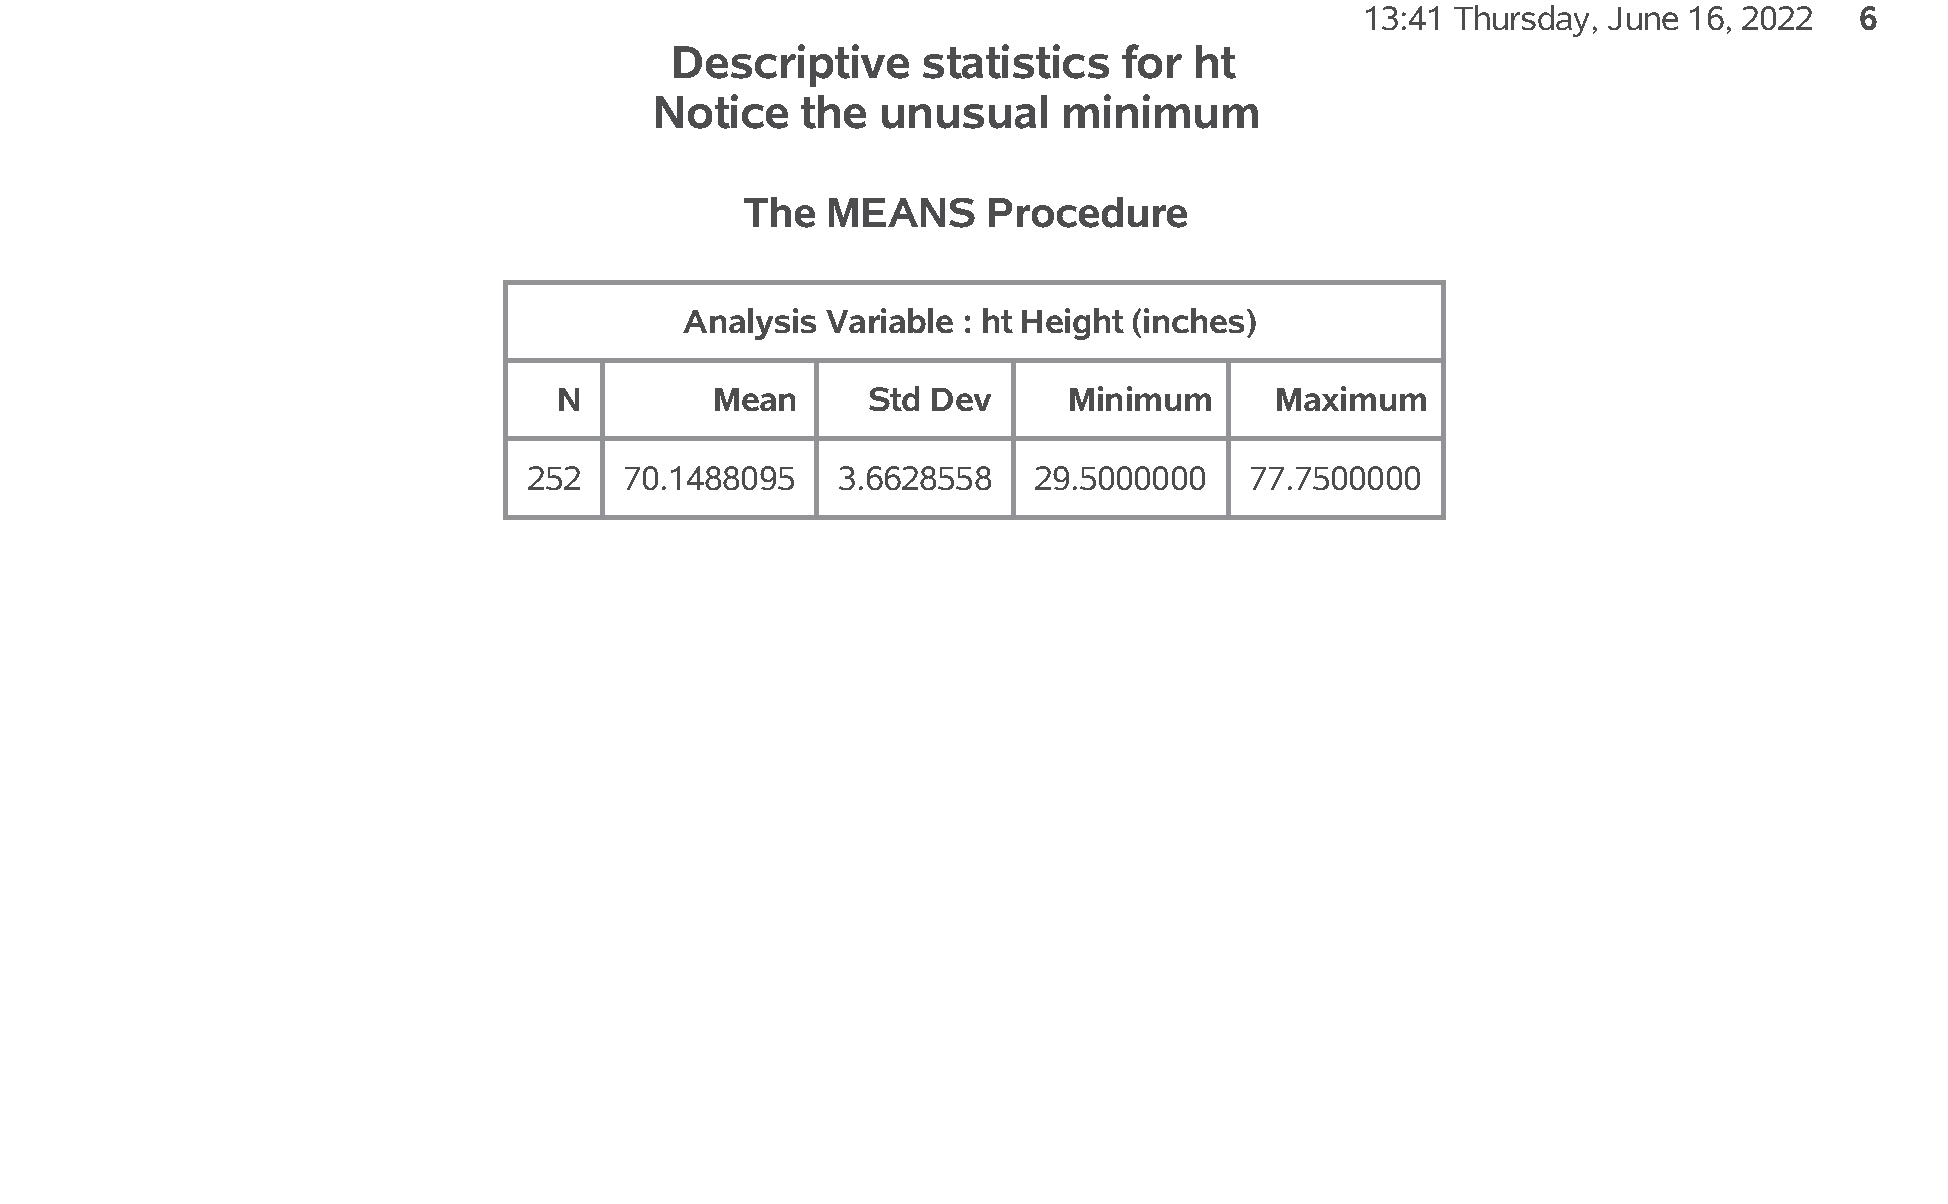 13:41 Thursday, June 16, 2022 6
Descriptive statistics for ht
Notice the unusual minimum
The MEANS Procedure
Analysis Variable : ht Height (inches)
N Mean Std Dev Minimum Maximum
252 70.1488095 3.6628558 29.5000000 77.7500000